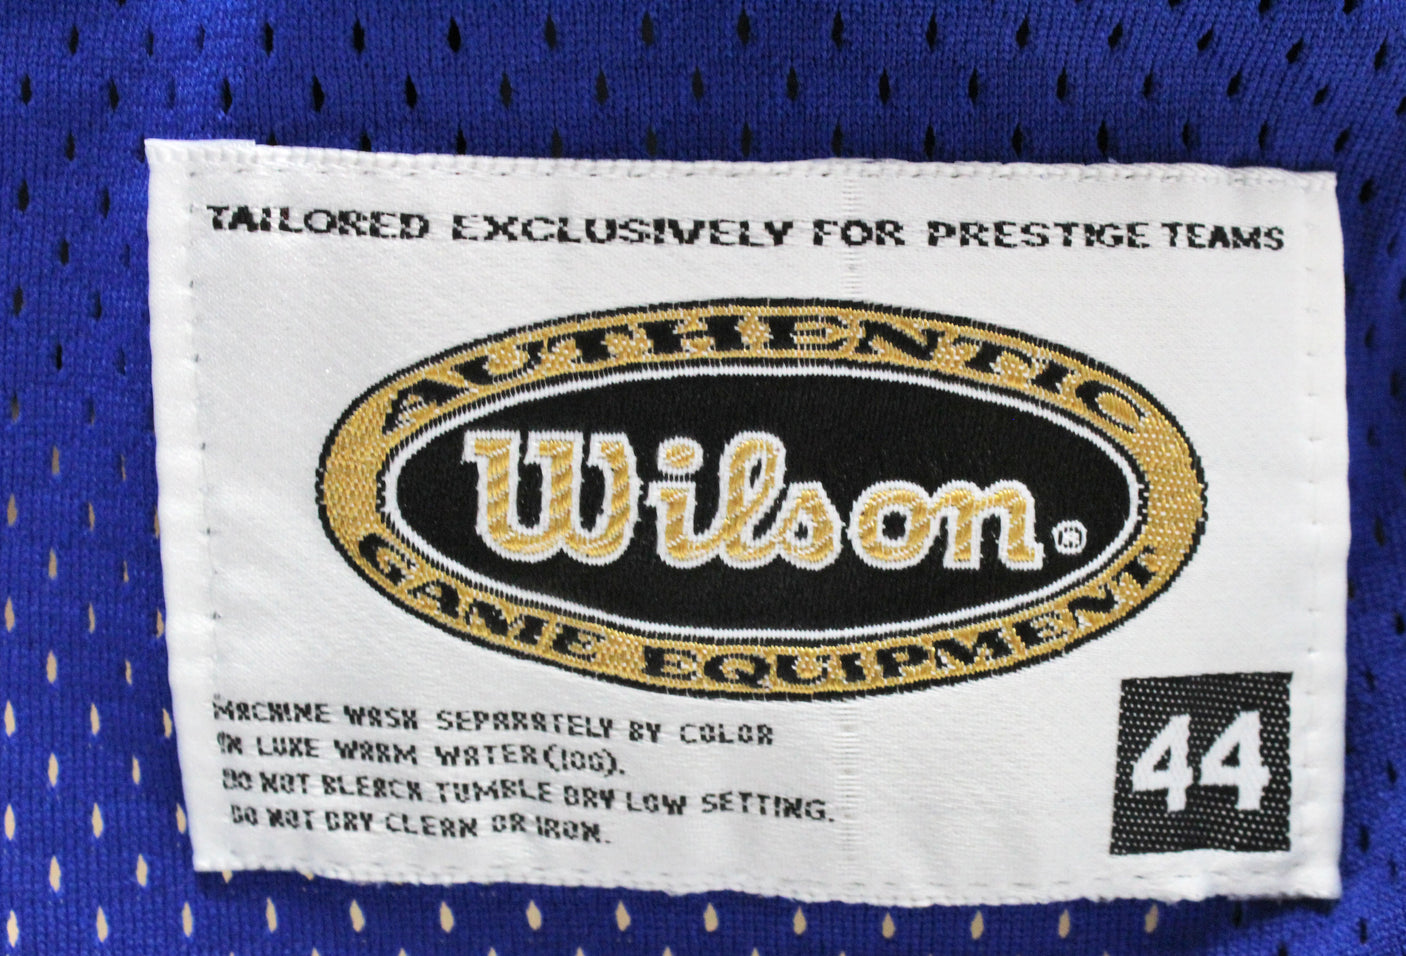 TAILORED EXCLUSIVELY FOR PRESTIGE TEAMS
AUTHENTIC
Wilson®
GAME EQUIPMENT
MACHINE WASH SEPARATELY BY COLOR
IN LUKE WARM WATER(100).
DO NOT BLEACH TUMBLE DRY LOW SETTING.
DO NOT DRY CLEAN OR IRON.
44